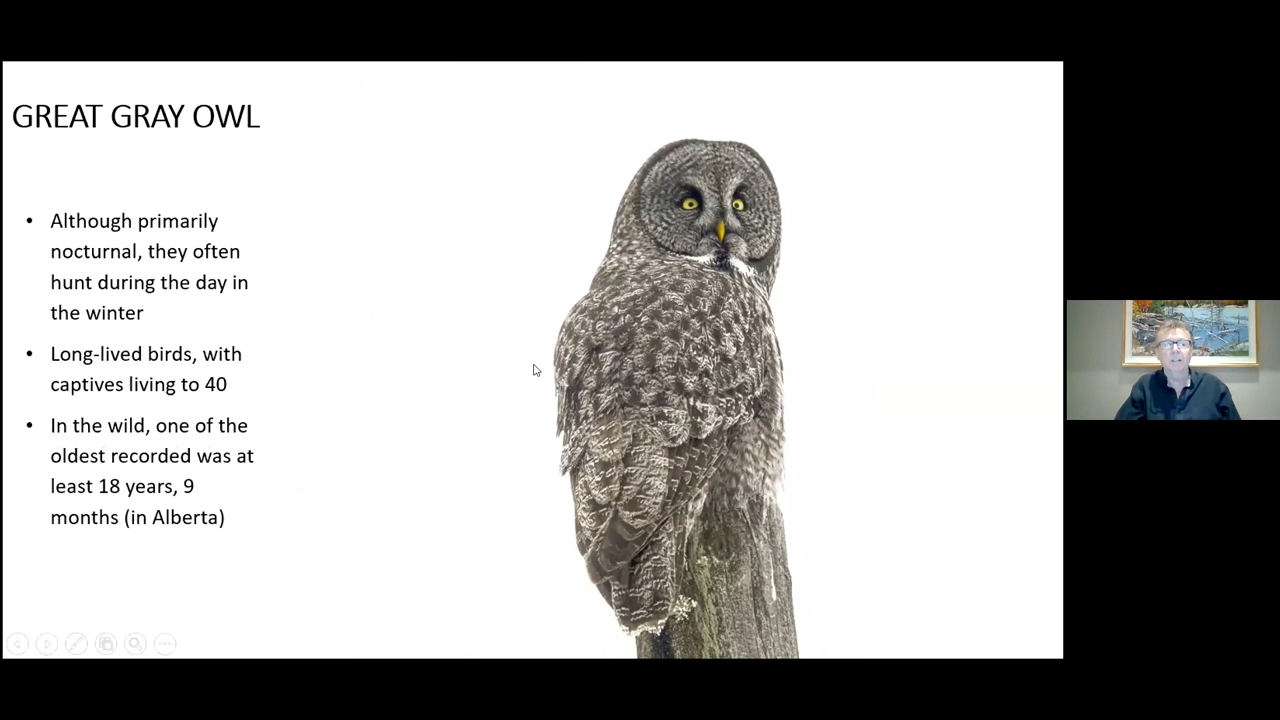 GREAT GRAY OWL
• Although primarily
nocturnal, they often
hunt during the day in
the winter
• Long-lived birds, with
captives living to 40
• In the wild, one of the
oldest recorded was at
least 18 years, 9
months (in Alberta)